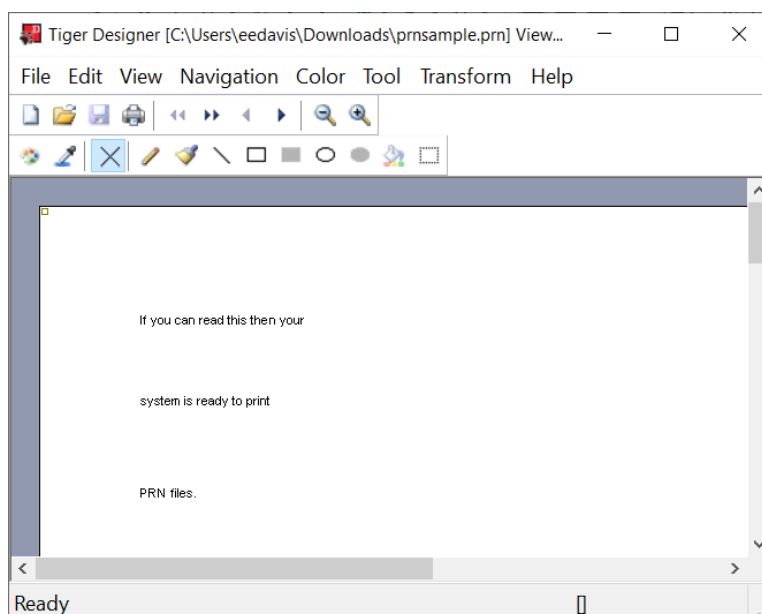 Tiger Designer [C:\Users\eedavis\Downloads\prnsample.prn] View...
File Edit View Navigation Color Tool Transform Help
If you can read this then your
system is ready to print
PRN files.
Ready []